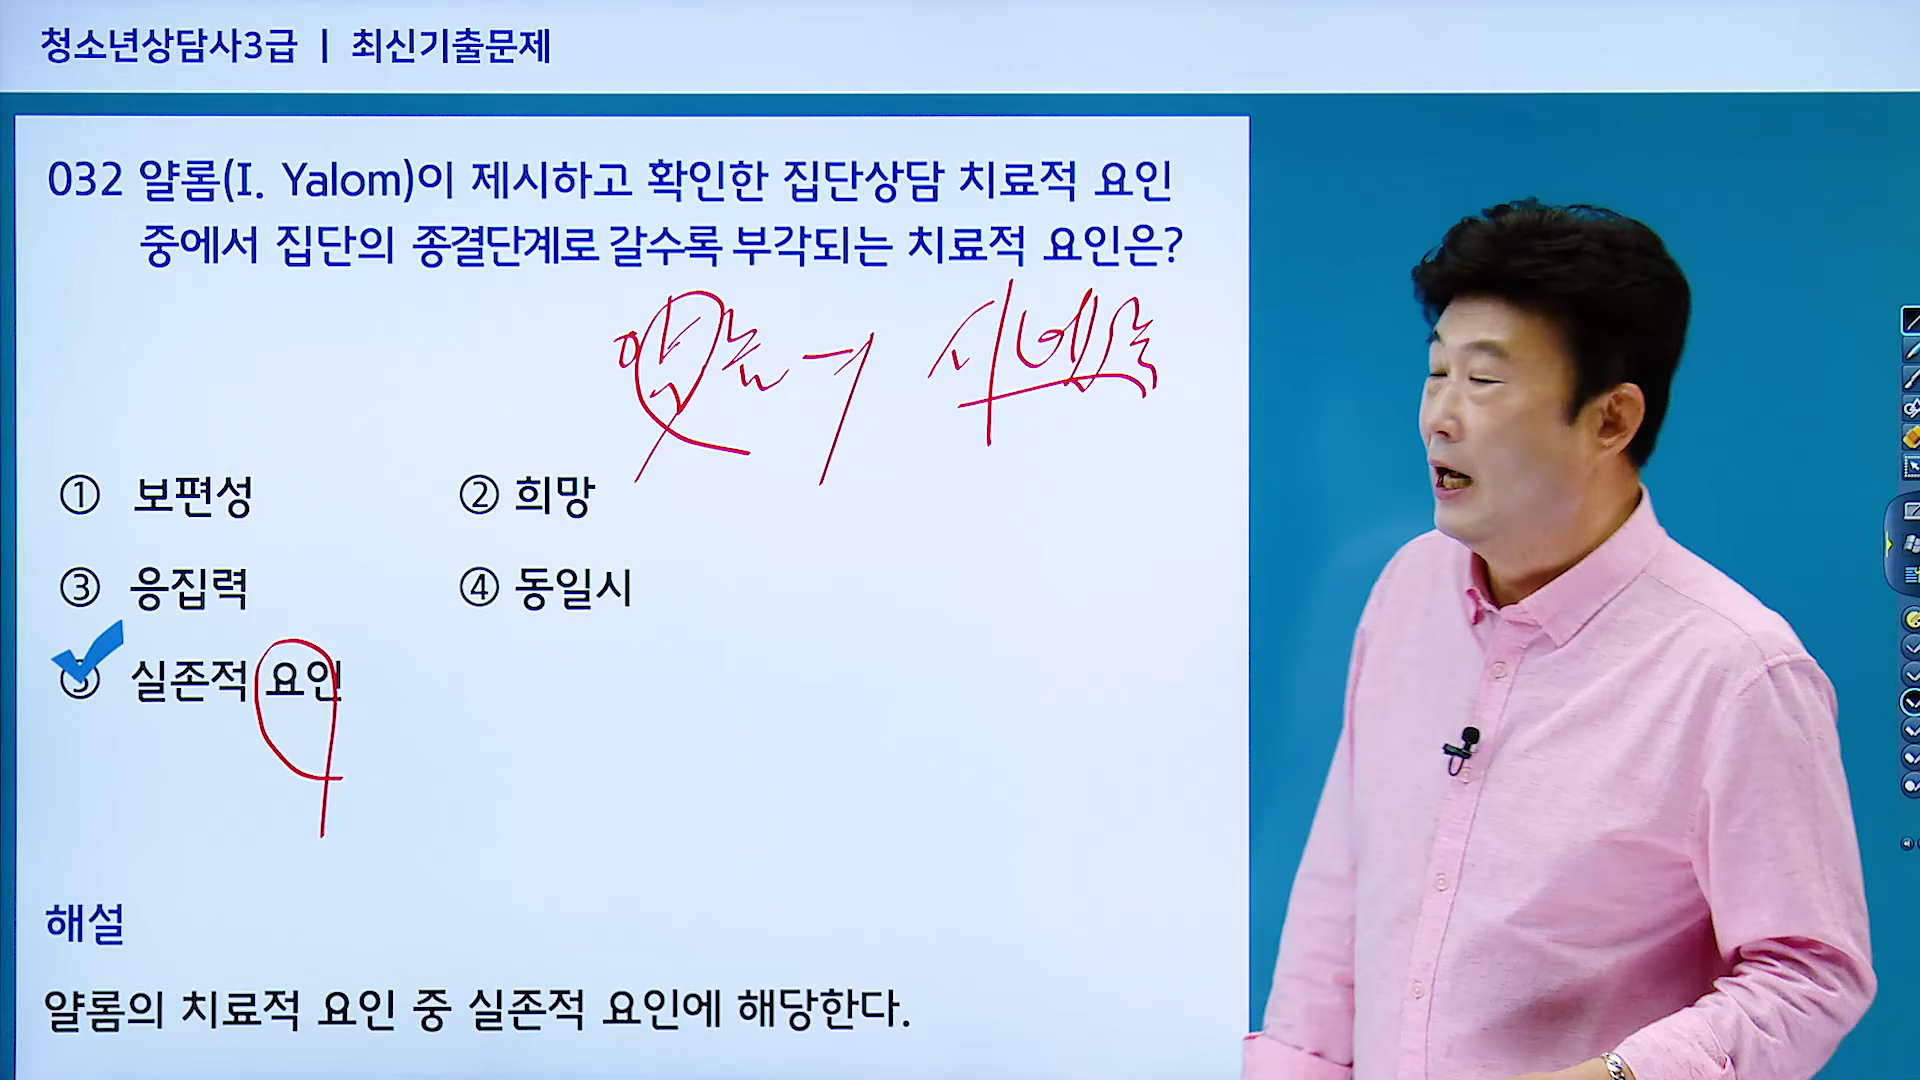 청소년상담사3급 | 최신기출문제
032 얄롬(I. Yalom)이 제시하고 확인한 집단상담 치료적 요인
중에서 집단의 종결단계로 갈수록 부각되는 치료적 요인은?
① 보편성
② 희망
③ 응집력
④ 동일시
⑤ 실존적 요인
해설
얄롬의 치료적 요인 중 실존적 요인에 해당한다.